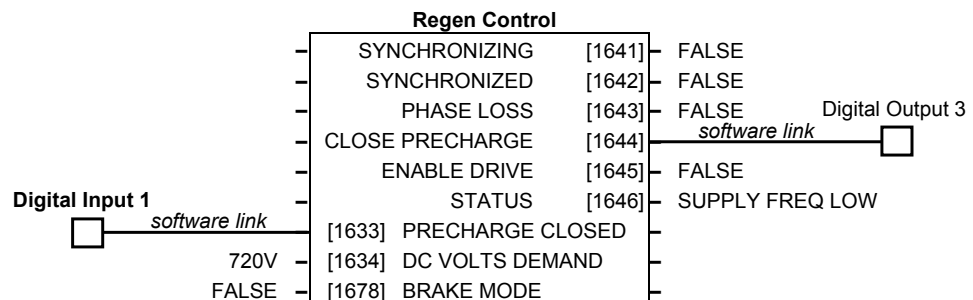 Regen Control
SYNCHRONIZING [1641] FALSE
SYNCHRONIZED [1642] FALSE
PHASE LOSS [1643] FALSE Digital Output 3
CLOSE PRECHARGE [1644] software link
ENABLE DRIVE [1645] FALSE
Digital Input 1 STATUS [1646] SUPPLY FREQ LOW
software link [1633] PRECHARGE CLOSED
720V [1634] DC VOLTS DEMAND
FALSE [1678] BRAKE MODE